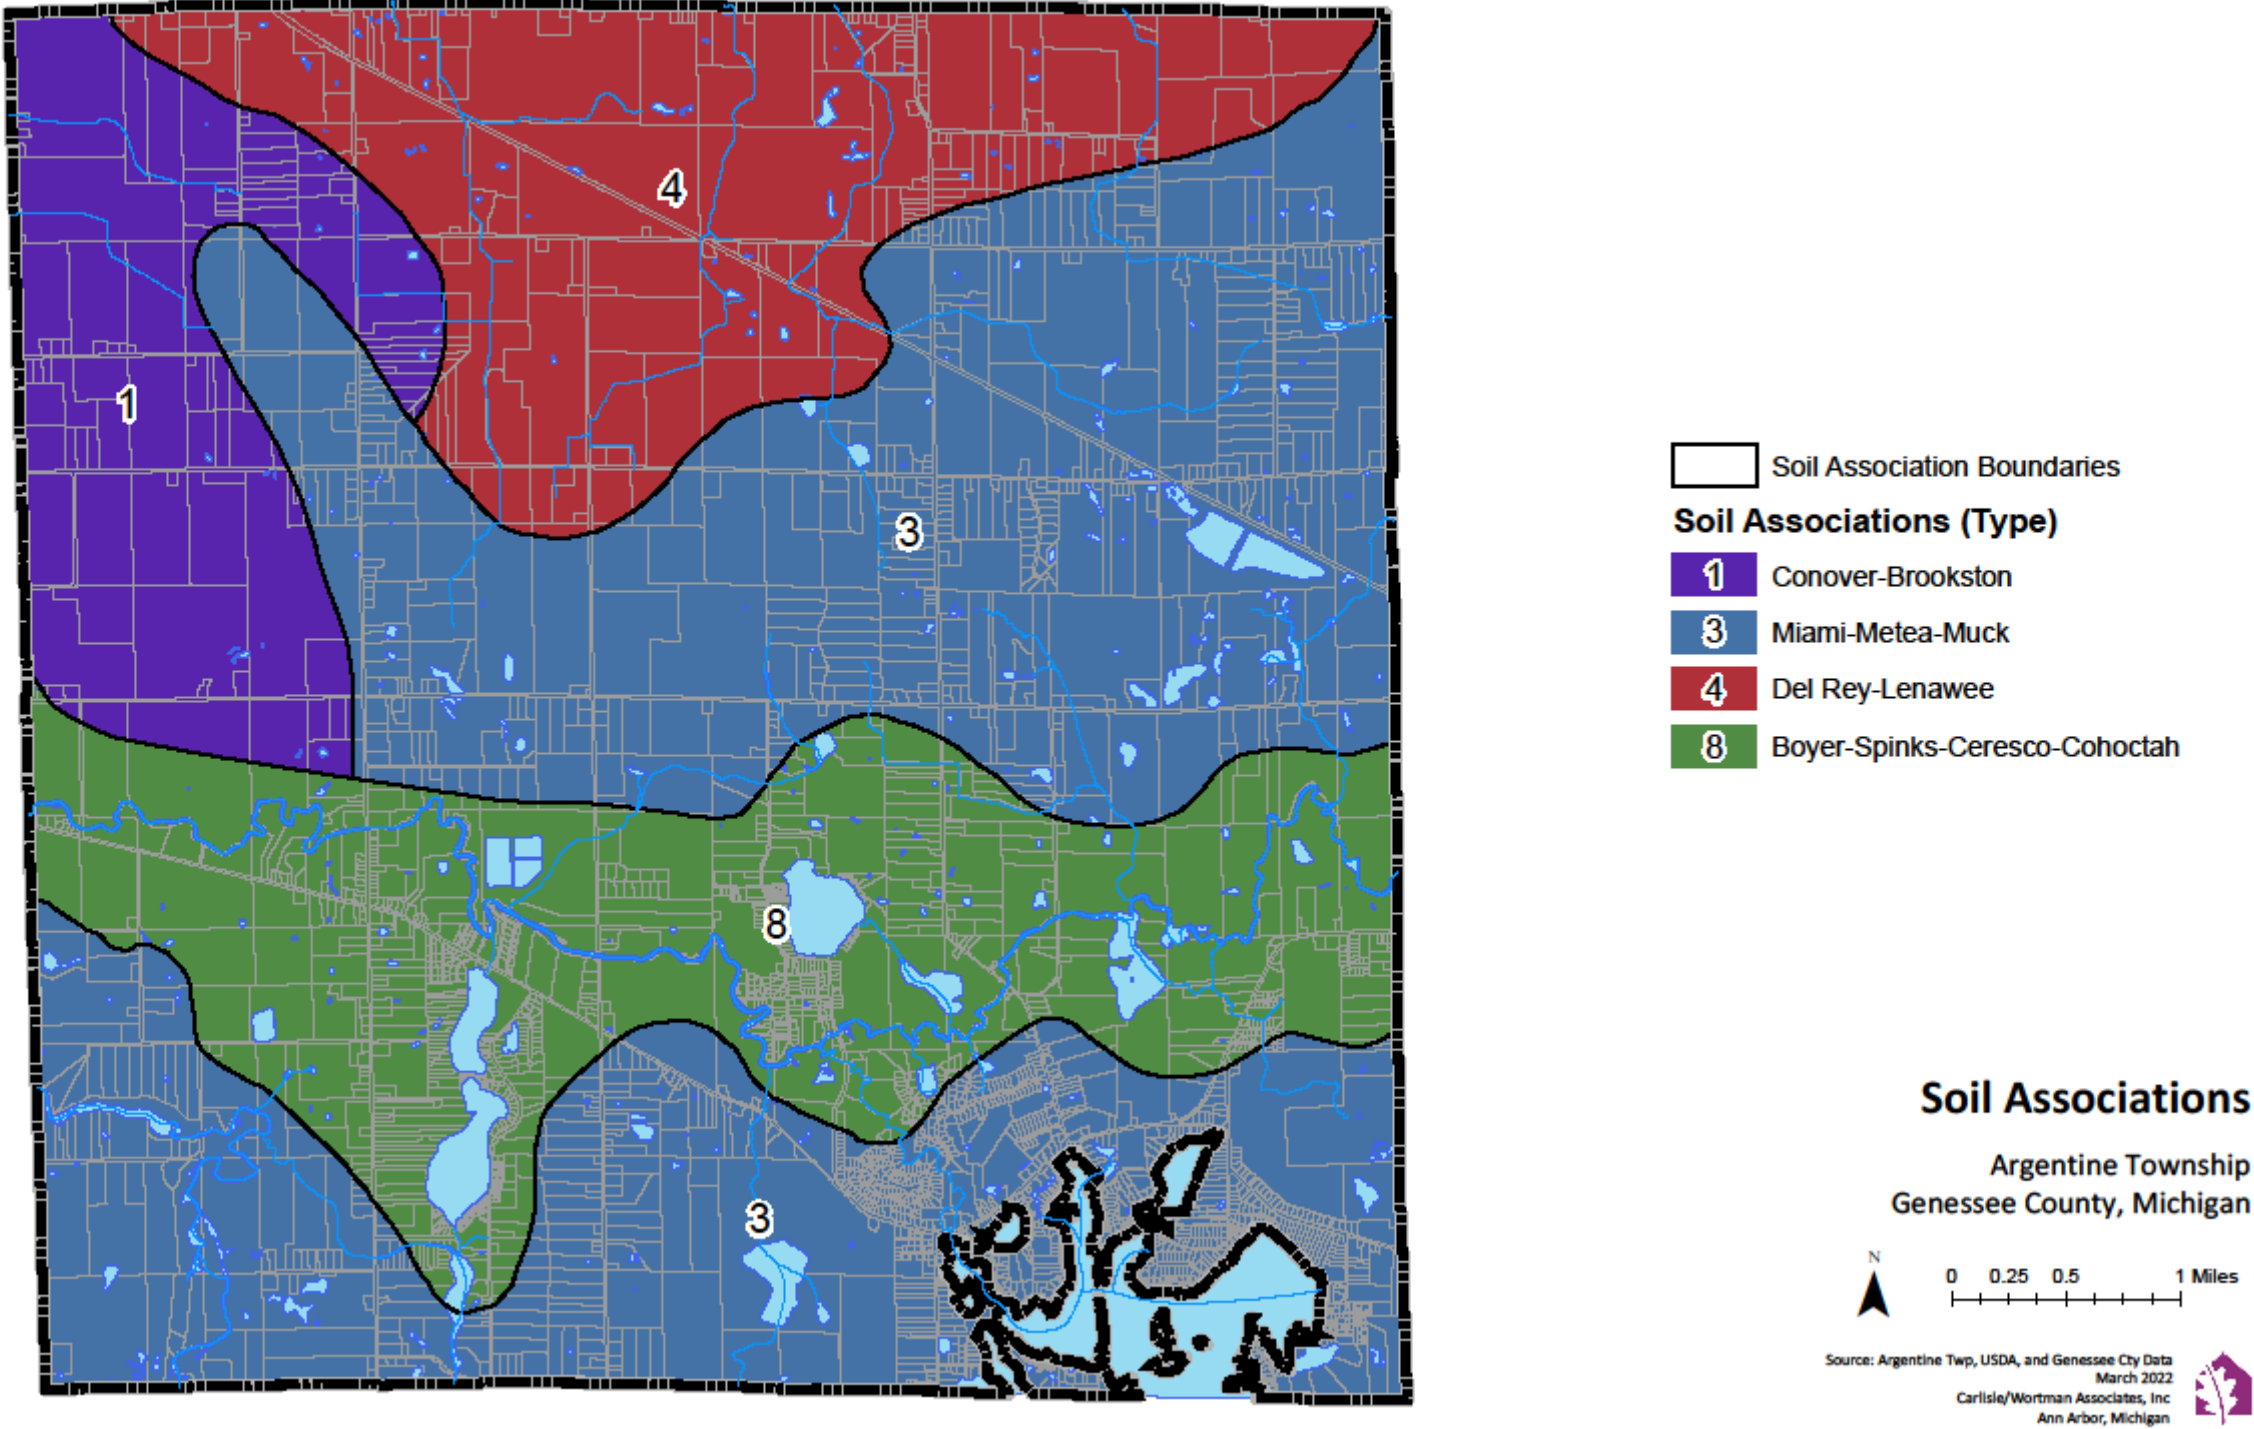 4
1
3
8
3
Soil Association Boundaries
Soil Associations (Type)
1 Conover-Brookston
3 Miami-Metea-Muck
4 Del Rey-Lenawee
8 Boyer-Spinks-Ceresco-Cohoctah
Soil Associations
Argentine Township
Genessee County, Michigan
N
0 0.25 0.5 1 Miles
Source: Argentine Twp, USDA, and Genessee Cty Data
March 2022
Carlisle/Wortman Associates, Inc
Ann Arbor, Michigan